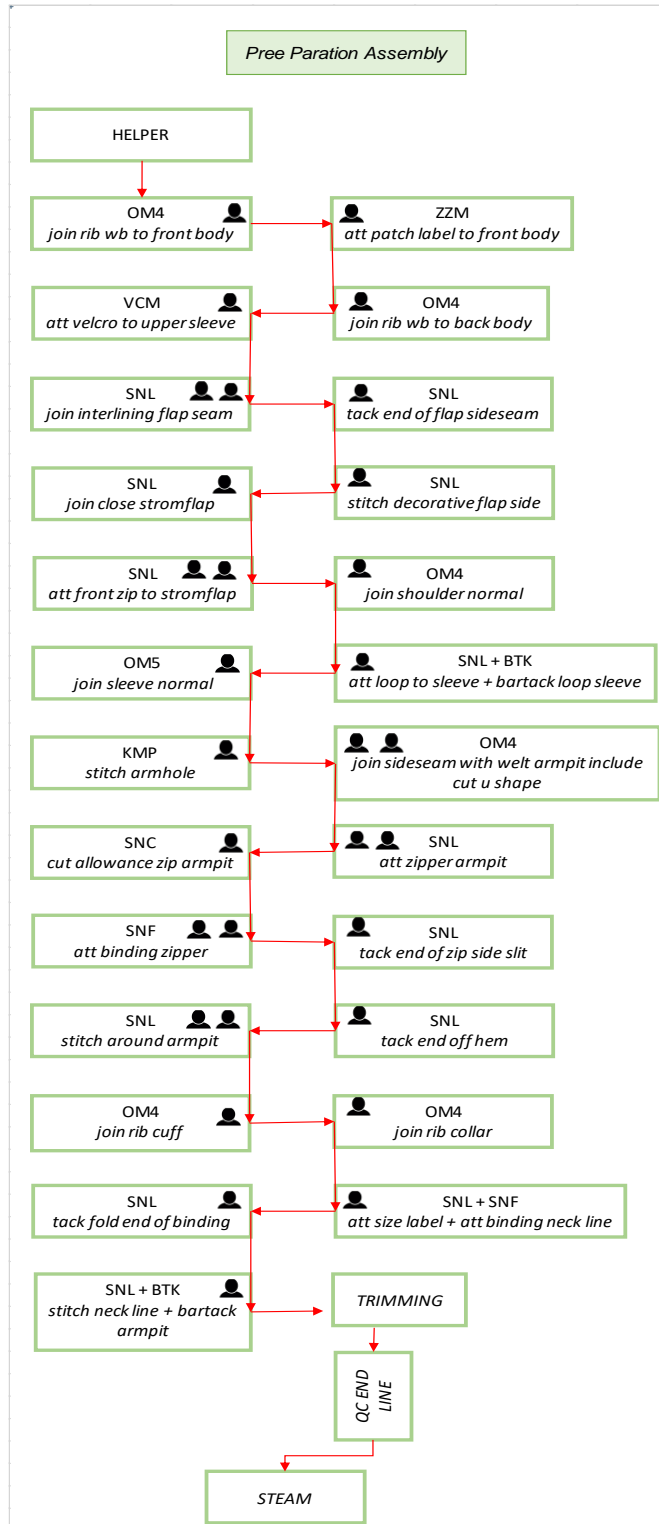 Pree Paration Assembly
HELPER
OM4
join rib wb to front body
ZZM
att patch label to front body
VCM
att velcro to upper sleeve
OM4
join rib wb to back body
SNL
join interlining flap seam
SNL
tack end of flap sideseam
SNL
join close stromflap
SNL
stitch decorative flap side
SNL
att front zip to stromflap
OM4
join shoulder normal
OM5
join sleeve normal
SNL + BTK
att loop to sleeve + bartack loop sleeve
KMP
stitch armhole
OM4
join sideseam with welt armpit include
cut u shape
SNC
cut allowance zip armpit
SNL
att zipper armpit
SNF
att binding zipper
SNL
tack end of zip side slit
SNL
stitch around armpit
SNL
tack end off hem
OM4
join rib cuff
OM4
join rib collar
SNL
tack fold end of binding
SNL + SNF
att size label + att binding neck line
SNL + BTK
stitch neck line + bartack
armpit
TRIMMING
QC END
LINE
STEAM